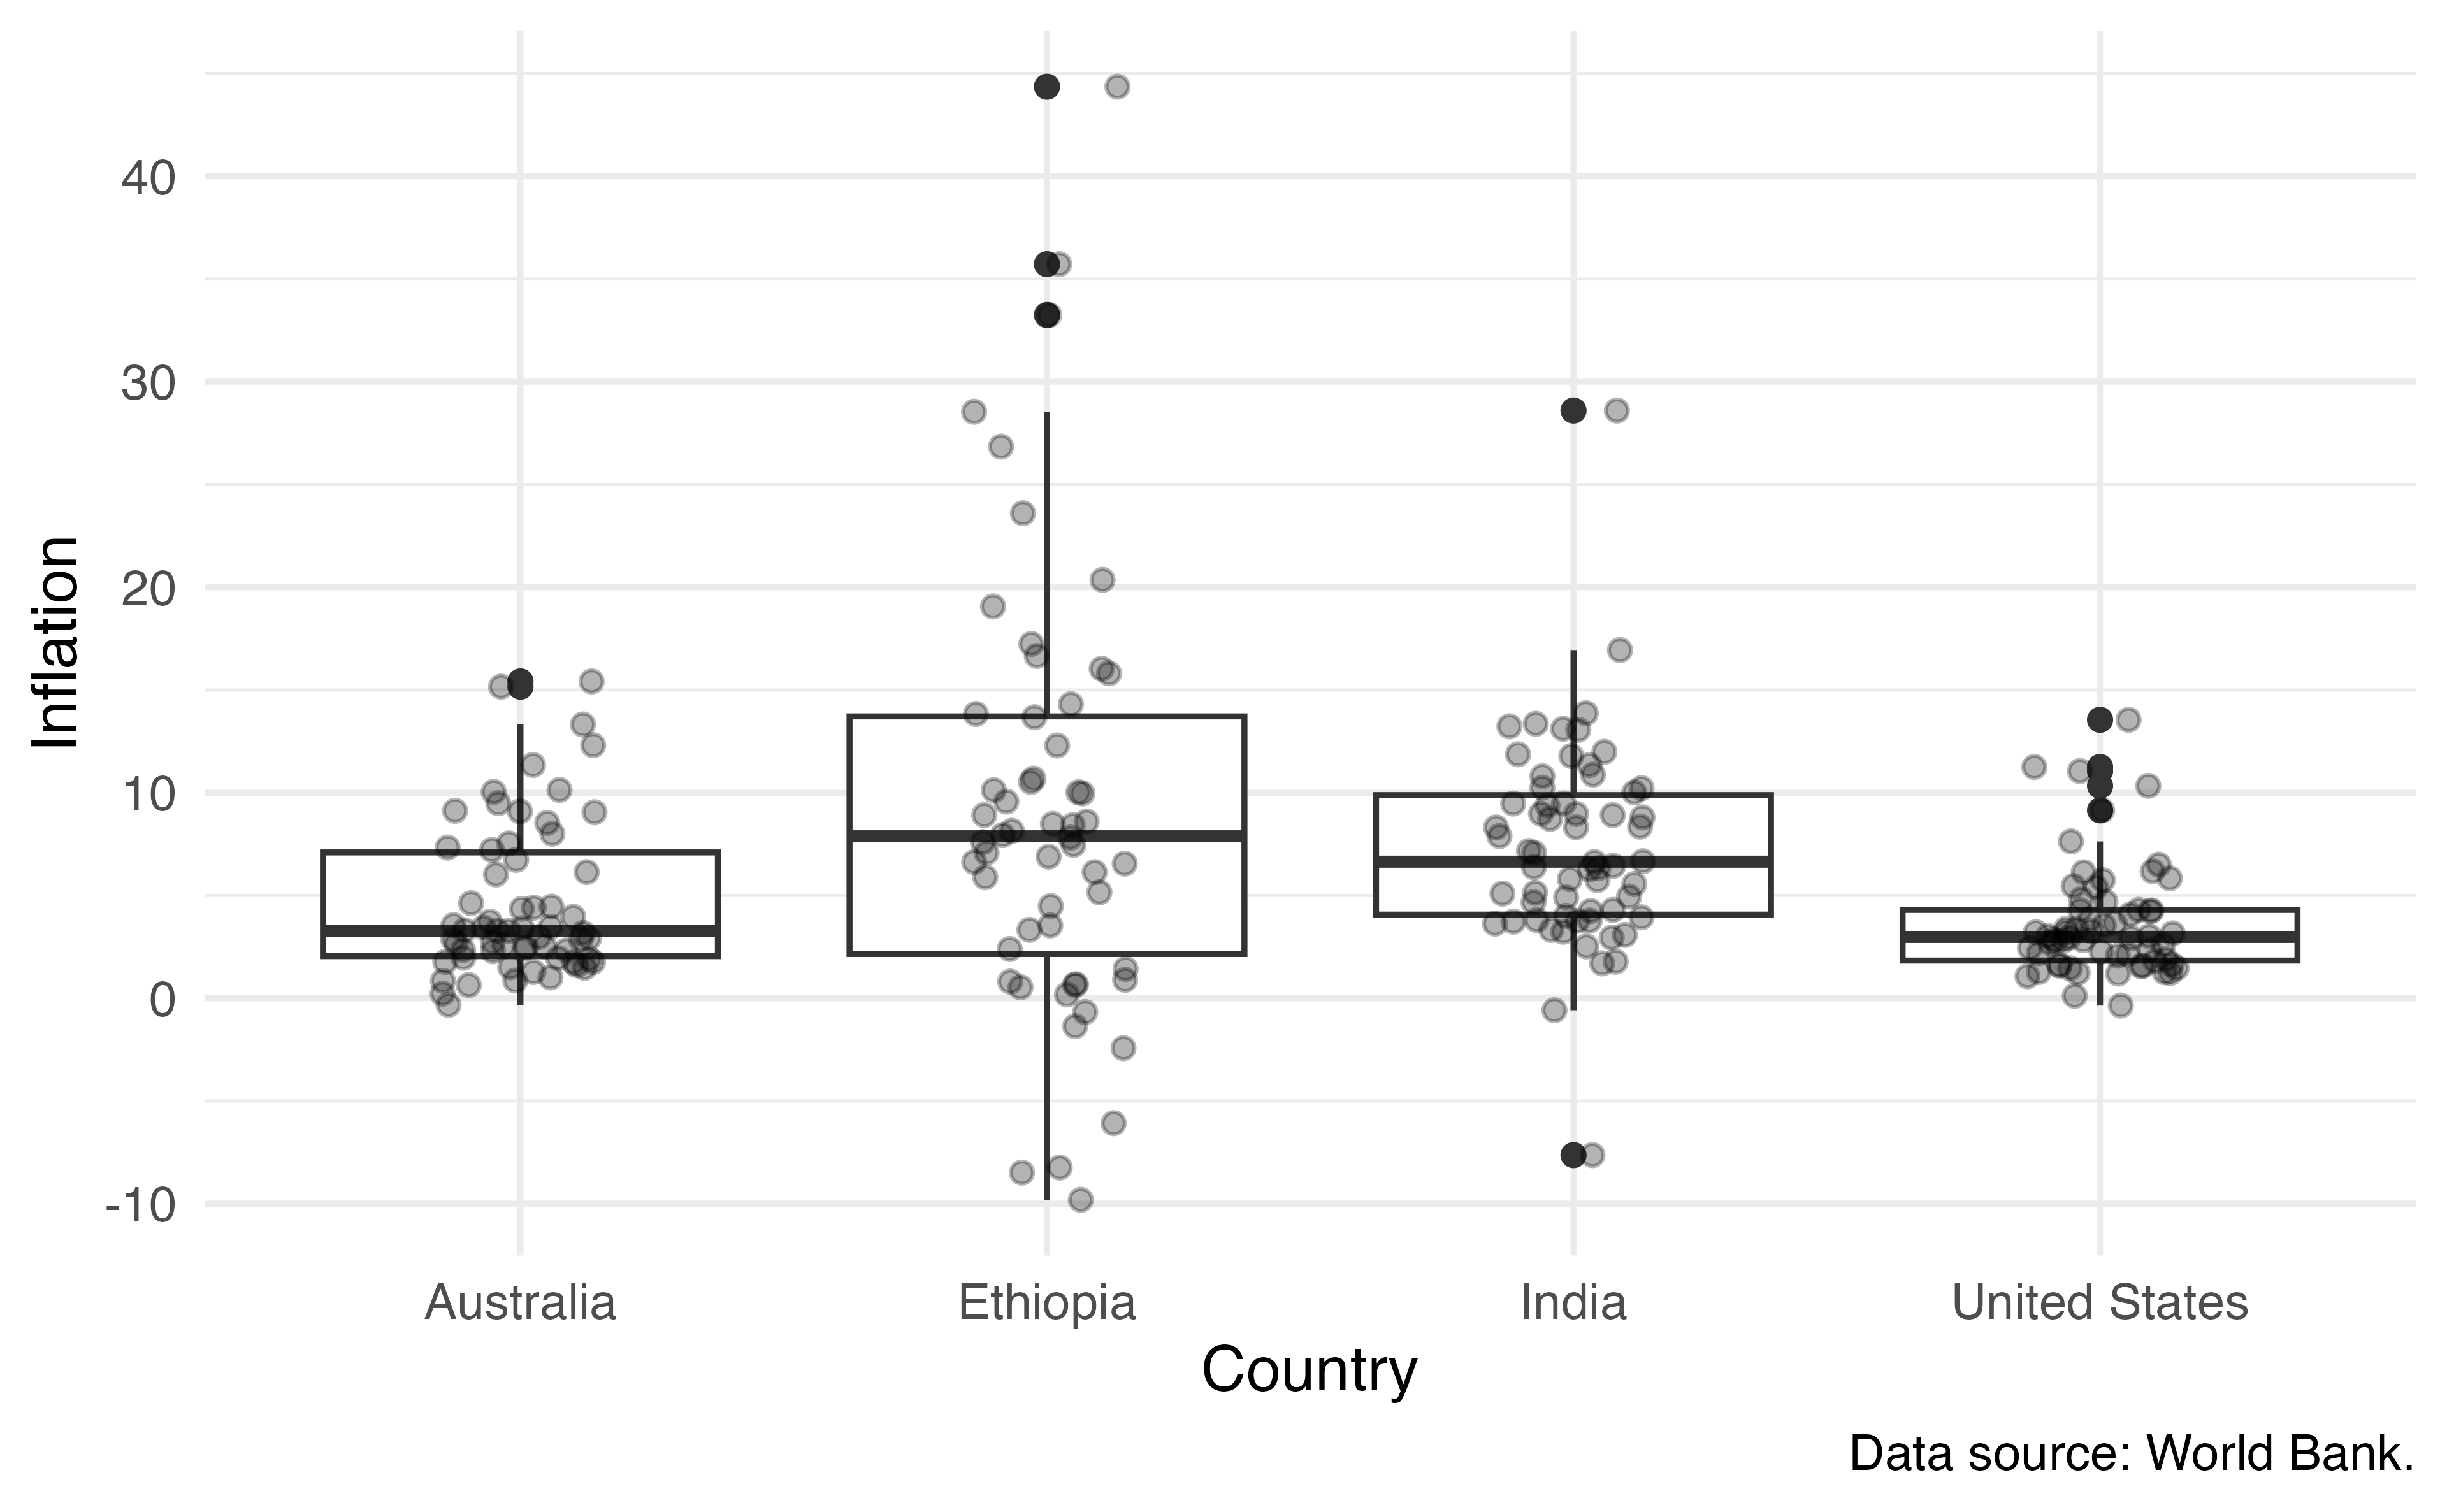 Inflation
40
30
20
10
0
-10
Australia Ethiopia India United States
Country
Data source: World Bank.